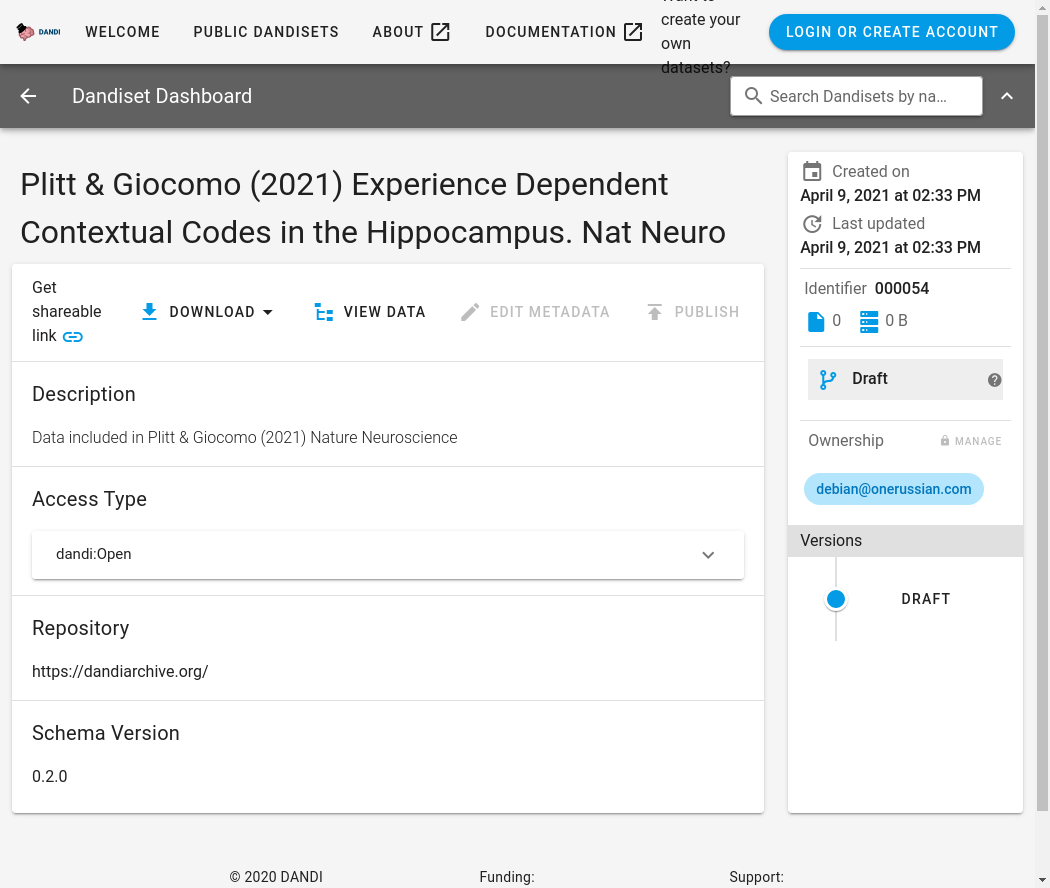 DANDI
WELCOME
PUBLIC DANDISETS
ABOUT
DOCUMENTATION
create your
own
datasets?
LOGIN OR CREATE ACCOUNT
Dandiset Dashboard
Search Dandisets by na…
Plitt & Giocomo (2021) Experience Dependent
Contextual Codes in the Hippocampus. Nat Neuro
Get
shareable
link
DOWNLOAD
VIEW DATA
EDIT METADATA
PUBLISH
Description
Data included in Plitt & Giocomo (2021) Nature Neuroscience
Access Type
dandi:Open
Repository
https://dandiarchive.org/
Schema Version
0.2.0
Created on
April 9, 2021 at 02:33 PM
Last updated
April 9, 2021 at 02:33 PM
Identifier 000054
0
0 B
Draft
Ownership
MANAGE
debian@onerussian.com
Versions
DRAFT
© 2020 DANDI
Funding:
Support: